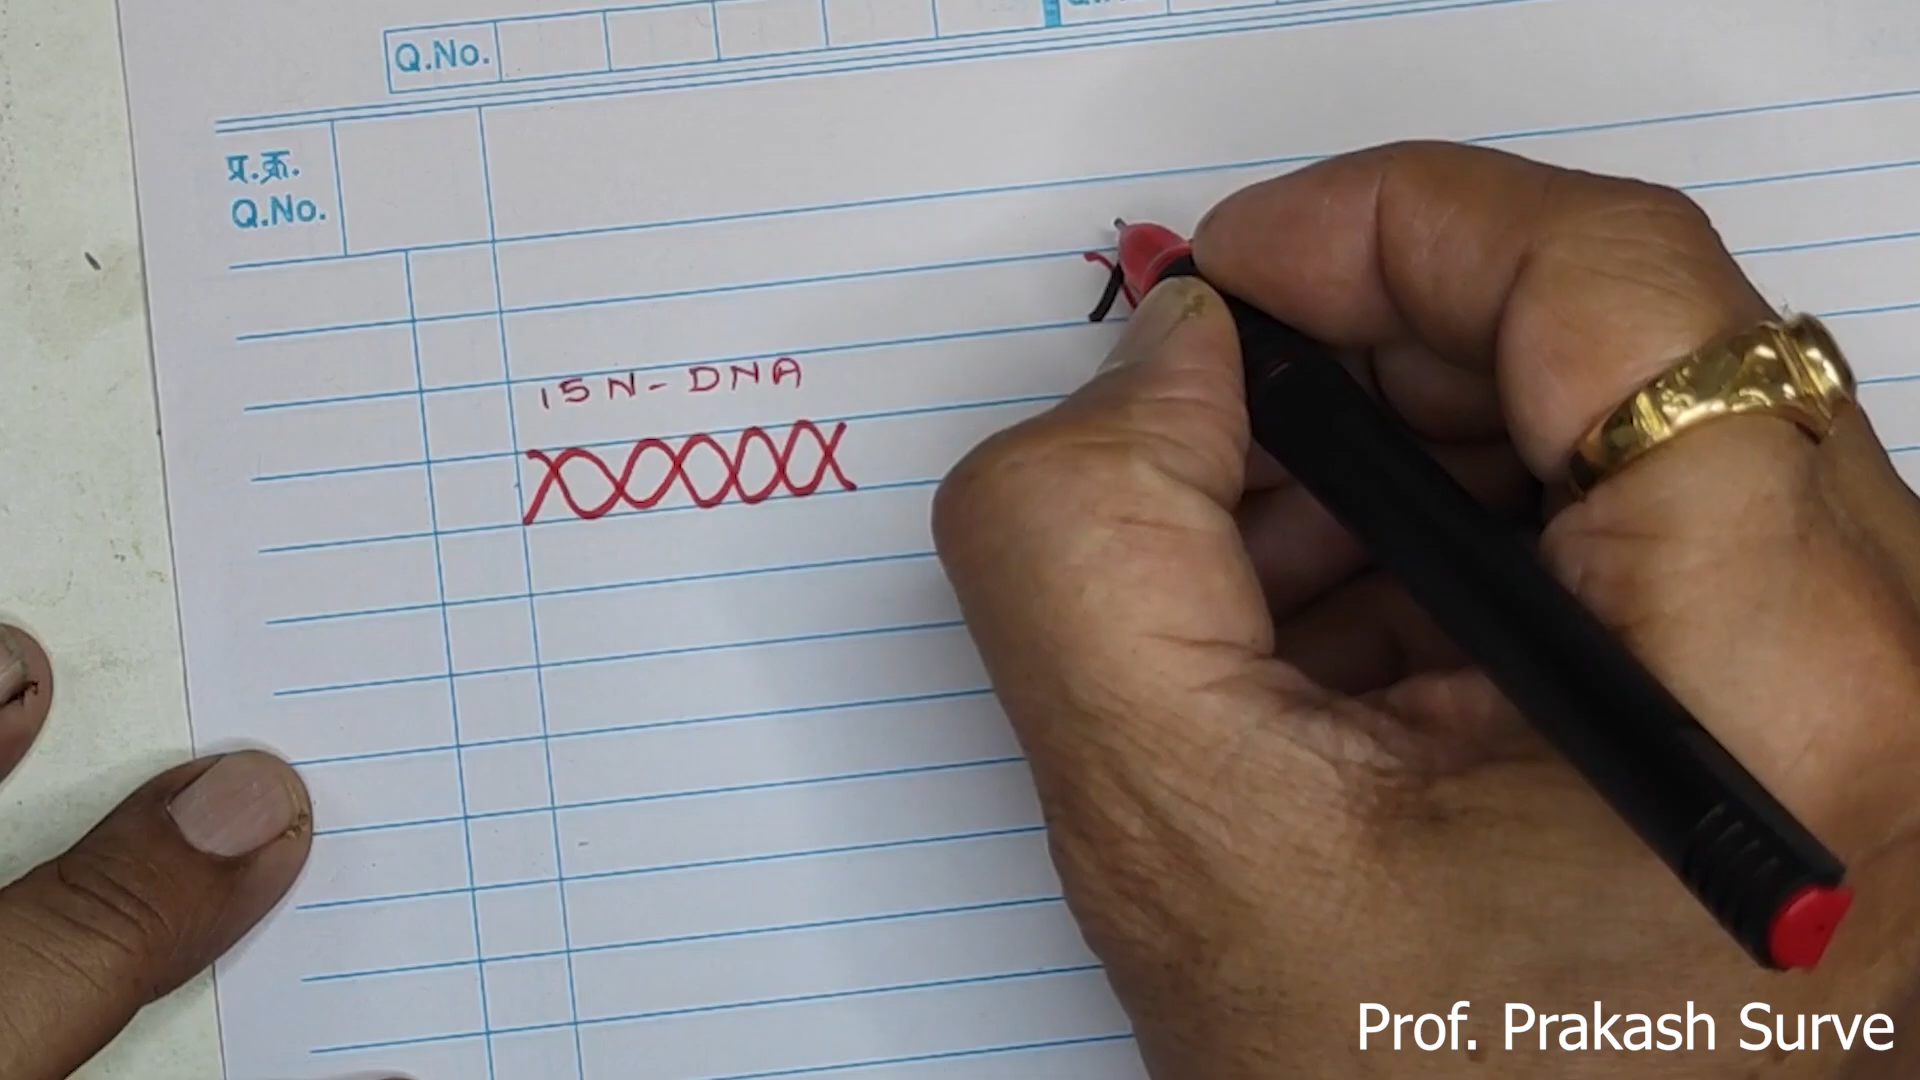 Q.No.
प्र.क्र.
Q.No.
15N-DNA
Prof. Prakash Surve